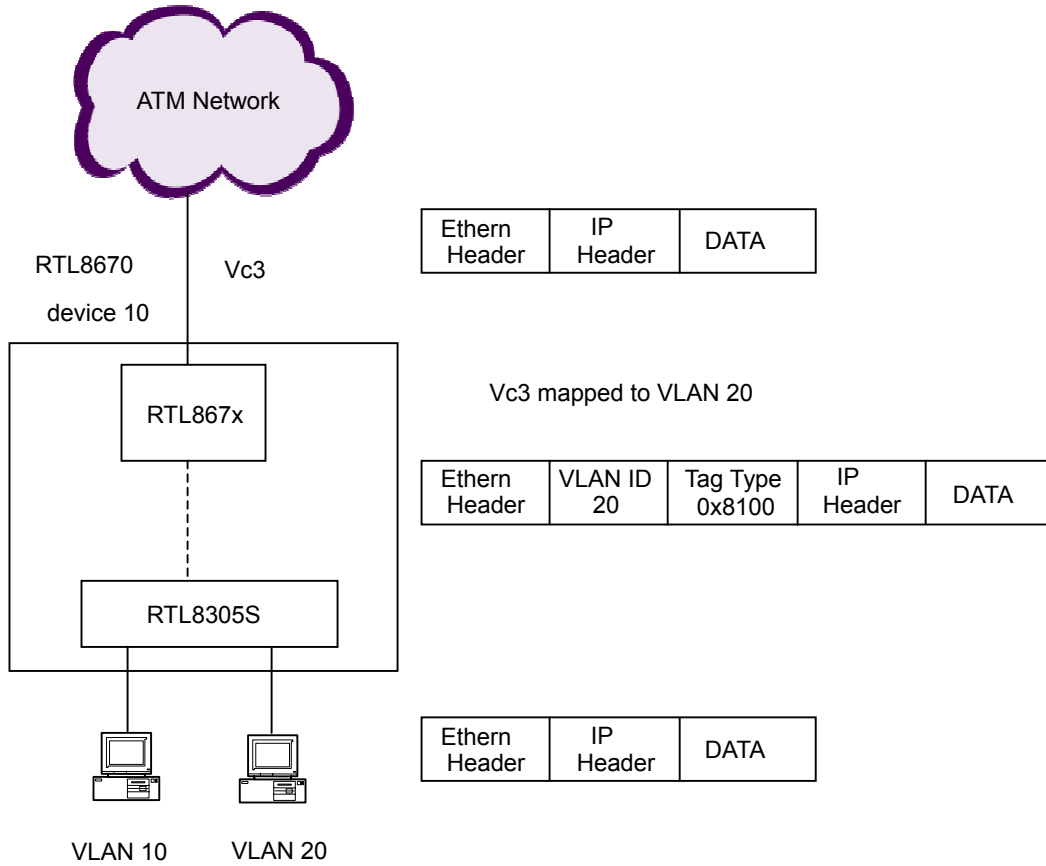 ATM Network
Ethern
Header
IP
Header
DATA
RTL8670
device 10
Vc3
RTL867x
Vc3 mapped to VLAN 20
Ethern
Header
VLAN ID
20
Tag Type
0x8100
IP
Header
DATA
RTL8305S
Ethern
Header
IP
Header
DATA
VLAN 10
VLAN 20